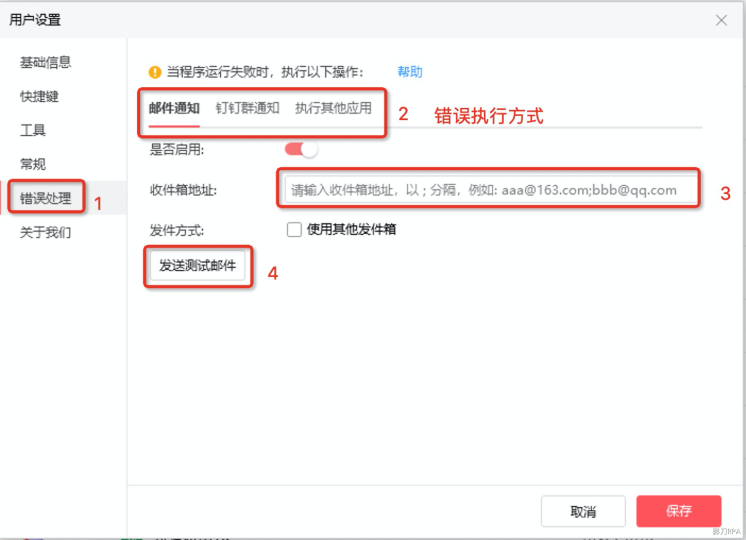 用户设置
基础信息
快捷键
工具
常规
错误处理
关于我们
1
当程序运行失败时，执行以下操作： 帮助
邮件通知 钉钉群通知 执行其他应用
2 错误执行方式
是否启用:
收件箱地址: 请输入收件箱地址，以 ; 分隔，例如: aaa@163.com;bbb@qq.com
3
发件方式: 使用其他发件箱
发送测试邮件
4
取消 保存
影刀RPA